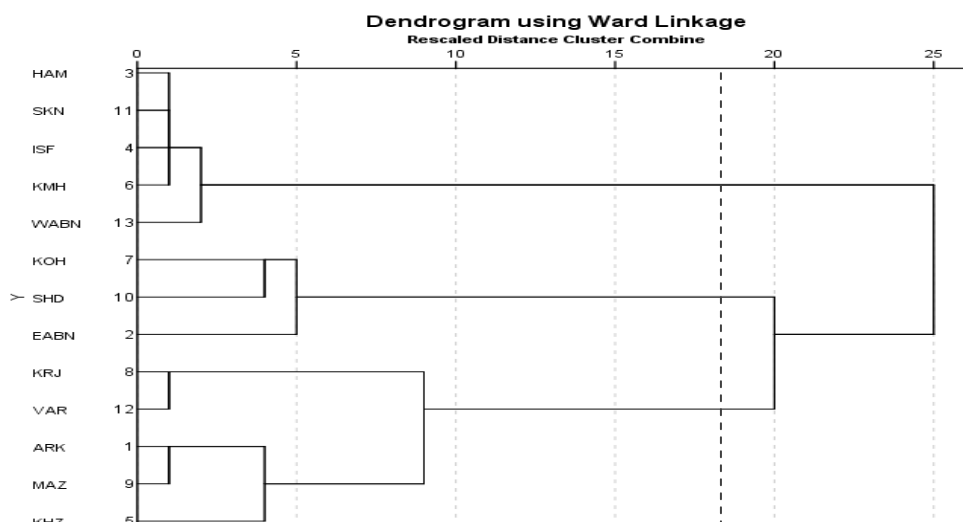 Dendrogram using Ward Linkage
Rescaled Distance Cluster Combine
0 5 10 15 20 25
HAM 3
SKN 11
ISF 4
KMH 6
WABN 13
KOH 7
Y
SHD 10
EABN 2
KRJ 8
VAR 12
ARK 1
MAZ 9
KHZ 5